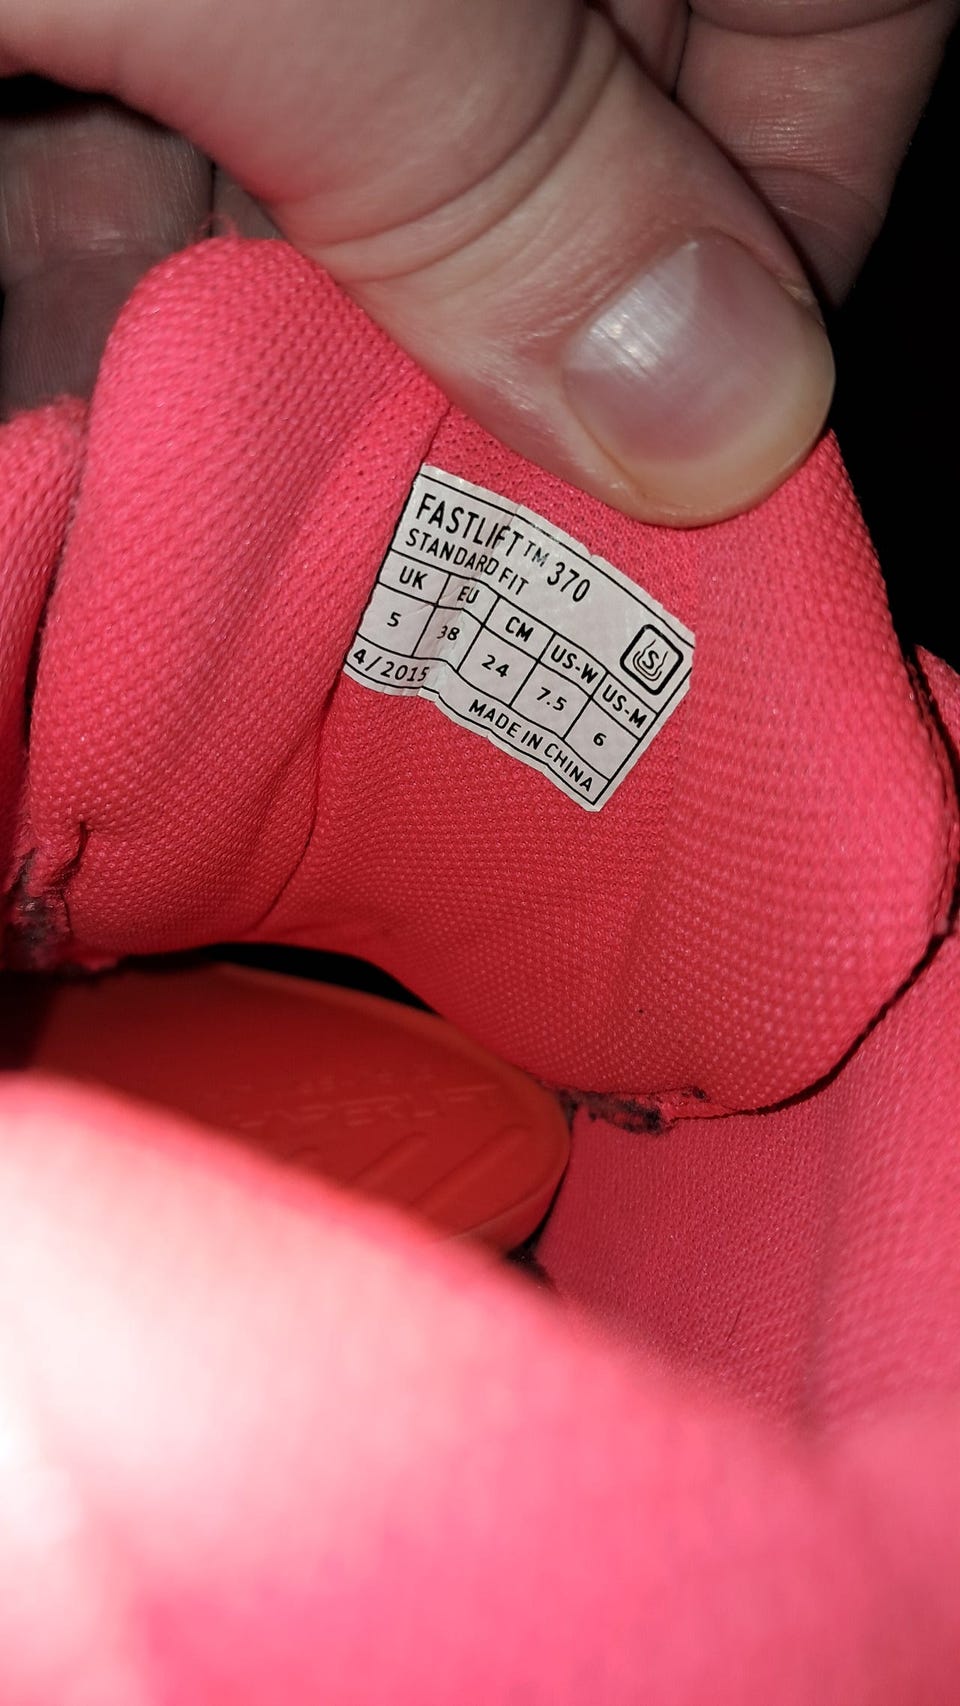 FASTLIFT™ 370
STANDARD FIT
S
UK EU CM US-W US-M
5 38 24 7.5 6
4/2015
MADE IN CHINA